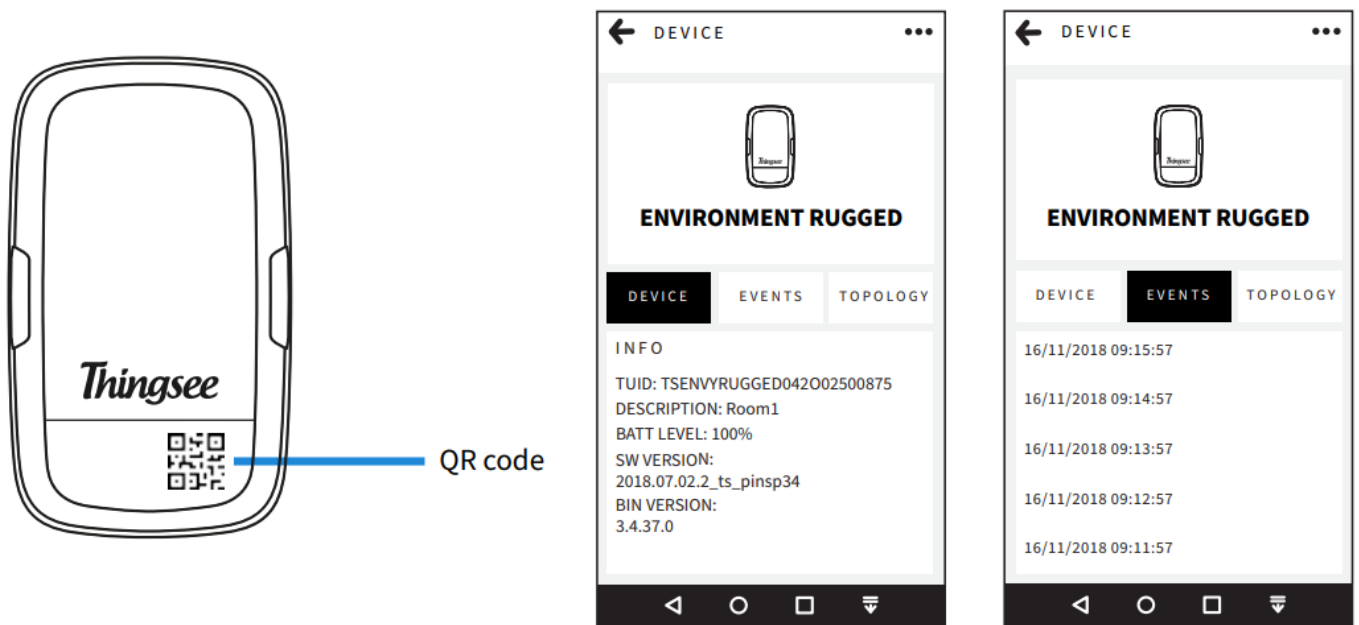 Thingsee
QR code
DEVICE
Thingsee
ENVIRONMENT RUGGED
DEVICE EVENTS TOPOLOGY
INFO
TUID: TSENVYRUGGED042O02500875
DESCRIPTION: Room1
BATT LEVEL: 100%
SW VERSION:
2018.07.02.2_ts_pinsp34
BIN VERSION:
3.4.37.0
DEVICE
Thingsee
ENVIRONMENT RUGGED
DEVICE EVENTS TOPOLOGY
16/11/2018 09:15:57
16/11/2018 09:14:57
16/11/2018 09:13:57
16/11/2018 09:12:57
16/11/2018 09:11:57